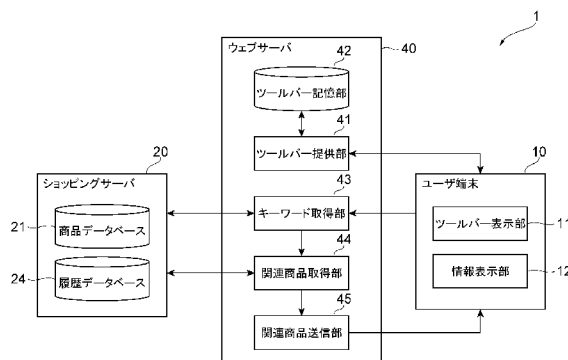 1
ウェブサーバ
40
42
ツールバー記憶部
41
ツールバー提供部
20
ショッピングサーバ
21
商品データベース
24
履歴データベース
43
キーワード取得部
44
関連商品取得部
45
関連商品送信部
10
ユーザ端末
ツールバー表示部
11
情報表示部
12